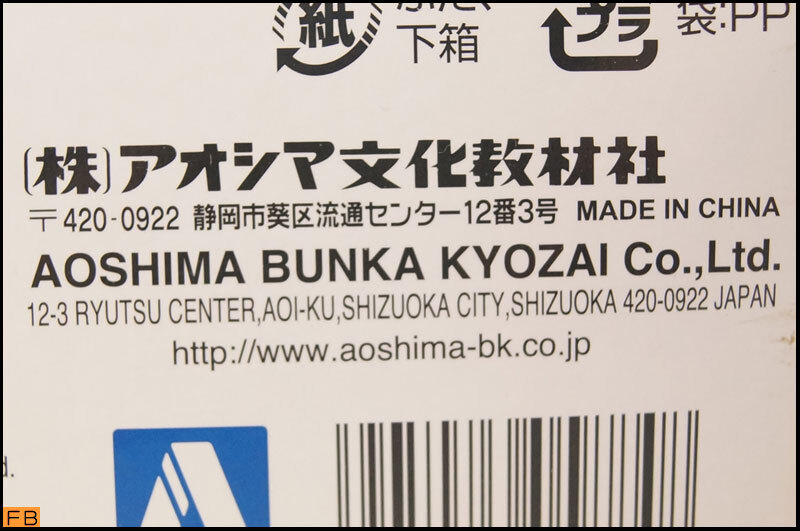 紙
下箱
プラ
袋:PP
(株)アオシマ文化教材社
〒420-0922 静岡市葵区流通センター12番3号 MADE IN CHINA
AOSHIMA BUNKA KYOZAI Co.,Ltd.
12-3 RYUTSU CENTER,AOI-KU,SHIZUOKA CITY,SHIZUOKA 420-0922 JAPAN
http://www.aoshima-bk.co.jp
d.
FB